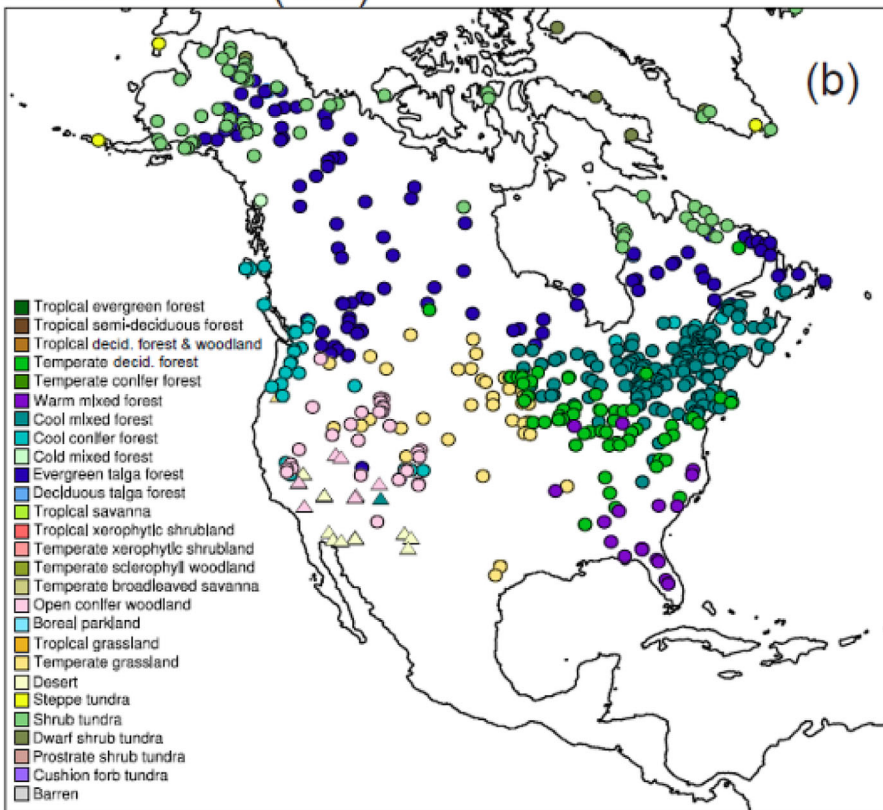 (b)
Tropical evergreen forest
Tropical semi-deciduous forest
Tropical decid. forest & woodland
Temperate decid. forest
Temperate conifer forest
Warm mixed forest
Cool mixed forest
Cool conifer forest
Cold mixed forest
Evergreen taiga forest
Deciduous taiga forest
Tropical savanna
Tropical xerophytic shrubland
Temperate xerophytic shrubland
Temperate sclerophyll woodland
Temperate broadleaved savanna
Open conifer woodland
Boreal parkland
Tropical grassland
Temperate grassland
Desert
Steppe tundra
Shrub tundra
Dwarf shrub tundra
Prostrate shrub tundra
Cushion forb tundra
Barren